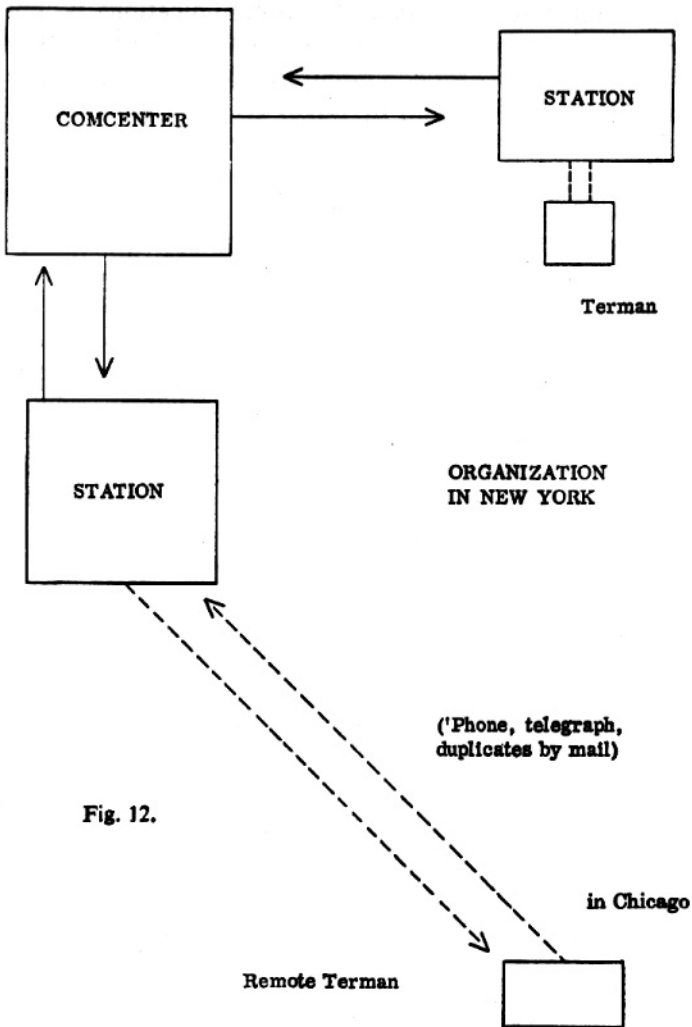 COMCENTER
STATION
Terman
STATION
ORGANIZATION
IN NEW YORK
('Phone, telegraph,
duplicates by mail)
Fig. 12.
in Chicago
Remote Terman